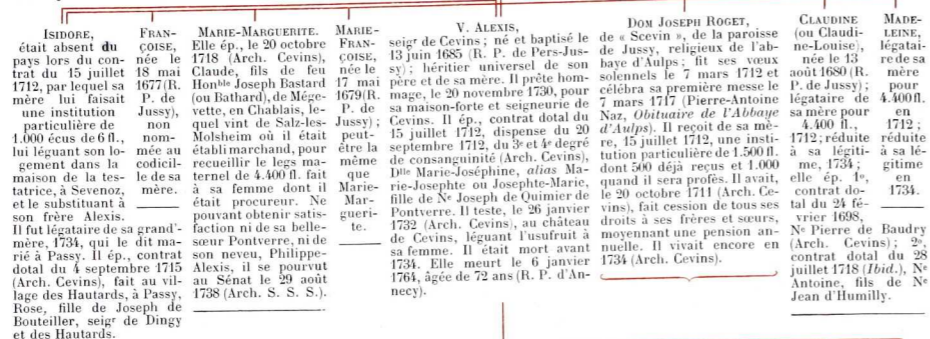 ISIDORE,
était absent du
pays lors du con-
trat du 15 juillet
1712, par lequel sa
mère lui faisait
une institution
particulière de
1.000 écus de fl.,
lui léguant son lo-
gement dans la
maison de la tes-
tatrice, à Sevenoz,
et le substituant à
son frère Alexis.
Il fut légataire de sa grand'
mère, 1734, qui le dit ma-
rié à Passy. Il ép., contrat
dotal du 4 septembre 1715
(Arch. Cevins), fait au vil-
lage des Hautards, à Passy,
Rose, fille de Joseph de
Bouteiller, seigr de Dingy
et des Hautards.
FRAN-
ÇOISE,
née le
18 mai
1677 (R.
P. de
Jussy),
non
nom-
mée au
codicil-
le de sa
mère.
MARIE-MARGUERITE.
Elle ép., le 20 octobre
1718 (Arch. Cevins),
Claude, fils de feu
Honble Joseph Bastard
(ou Bathard), de Mége-
vette, en Chablais, le-
quel vint de Salz-les-
Molsheim où il était
établi marchand, pour
recueillir le legs ma-
ternel de 4.400 fl. fait
à sa femme dont il
était procureur. Ne
pouvant obtenir satis-
faction ni de sa belle-
sœur Pontverre, ni de
son neveu, Philippe-
Alexis, il se pourvut
au Sénat le 29 août
1738 (Arch. S. S. S.).
MARIE-
FRAN-
ÇOISE,
née le
17 mai
1679 (R.
P. de
Jussy) ;
peut-
être la
même
que
Marie-
Mar-
gueri-
te.
V. ALEXIS,
seigr de Cevins ; né et baptisé le
13 juin 1685 (R. P. de Pers-Jus-
sy) ; héritier universel de son
père et de sa mère. Il prête hom-
mage, le 20 novembre 1730, pour
sa maison-forte et seigneurie de
Cevins. Il ép., contrat dotal du
15 juillet 1712, dispense du 20
septembre 1712, du 3e et 4e degré
de consanguinité (Arch. Cevins),
Dlle Marie-Joséphine, alias Ma-
rie-Josephte ou Josephte-Marie,
fille de Ne Joseph de Quimier de
Pontverre. Il teste, le 26 janvier
1732 (Arch. Cevins), au château
de Cevins, léguant l'usufruit à
sa femme. Il était mort avant
1734. Elle meurt le 6 janvier
1764, âgée de 72 ans (R. P. d'An-
necy).
DOM JOSEPH ROGET,
de « Scevin », de la paroisse
de Jussy, religieux de l'ab-
baye d'Aulps ; fit ses vœux
solennels le 7 mars 1712 et
célébra sa première messe le
7 mars 1717 (Pierre-Antoine
Naz, Obituaire de l'Abbaye
d'Aulps). Il reçoit de sa mè-
re, 15 juillet 1712, une insti-
tution particulière de 1.500 fl.
dont 500 déjà reçus et 1.000
quand il sera profès. Il avait,
le 20 octobre 1711 (Arch. Ce-
vins), fait cession de tous ses
droits à ses frères et sœurs,
moyennant une pension an-
nuelle. Il vivait encore en
1734 (Arch. Cevins).
CLAUDINE
(ou Claudi-
ne-Louise),
née le 13
août 1680 (R.
P. de Jussy) ;
légataire de
sa mère pour
4.400 fl.,
1712 ; réduite
à sa légiti-
me, 1734 ;
elle ép. 1o,
contrat do-
tal du 24 fé-
vrier 1698,
Ne Pierre de Baudry
(Arch. Cevins) ; 2o,
contrat dotal du 28
juillet 1718 (Ibid.), Ne
Antoine, fils de Ne
Jean d'Humilly.
MADE-
LEINE,
légatai-
re de sa
mère
pour
4.400 fl.
en
1712 ;
réduite
à sa lé-
gitime
en
1734.